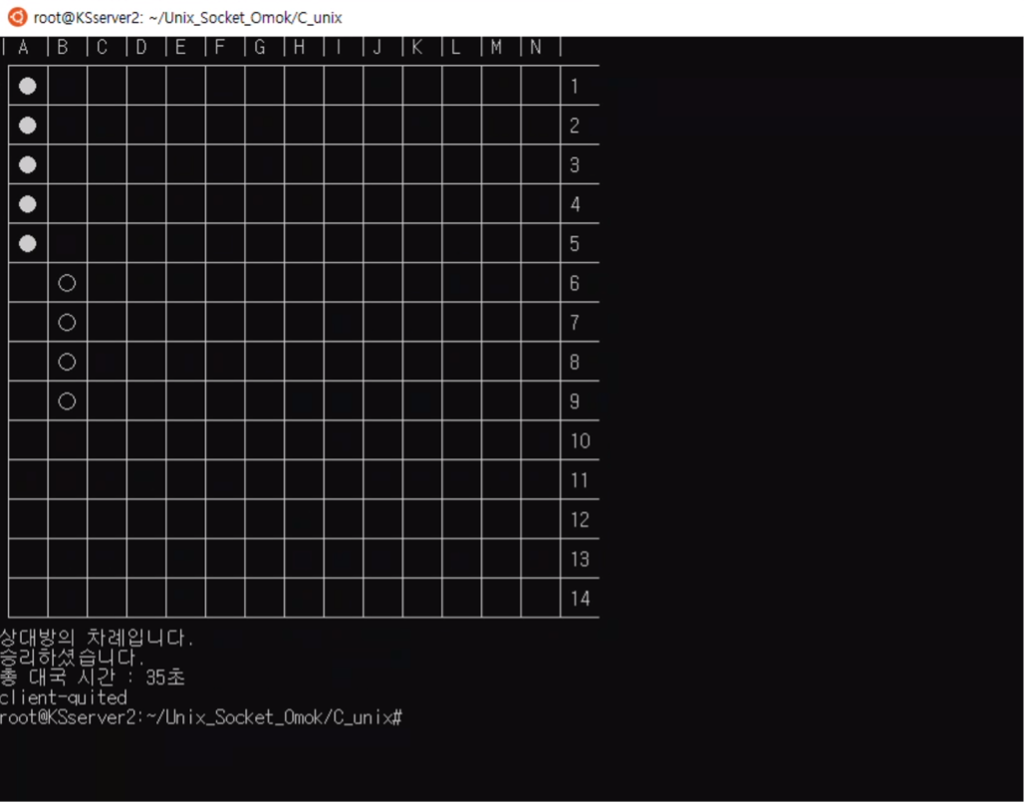 root@KSserver2: ~/Unix_Socket_Omok/C_unix
| A | B | C | D | E | F | G | H | I | J | K | L | M | N |
1
2
3
4
5
6
7
8
9
10
11
12
13
14
상대방의 차례입니다.
승리하셨습니다.
총 대국 시간 : 35초
client-quited
root@KSserver2:~/Unix_Socket_Omok/C_unix#